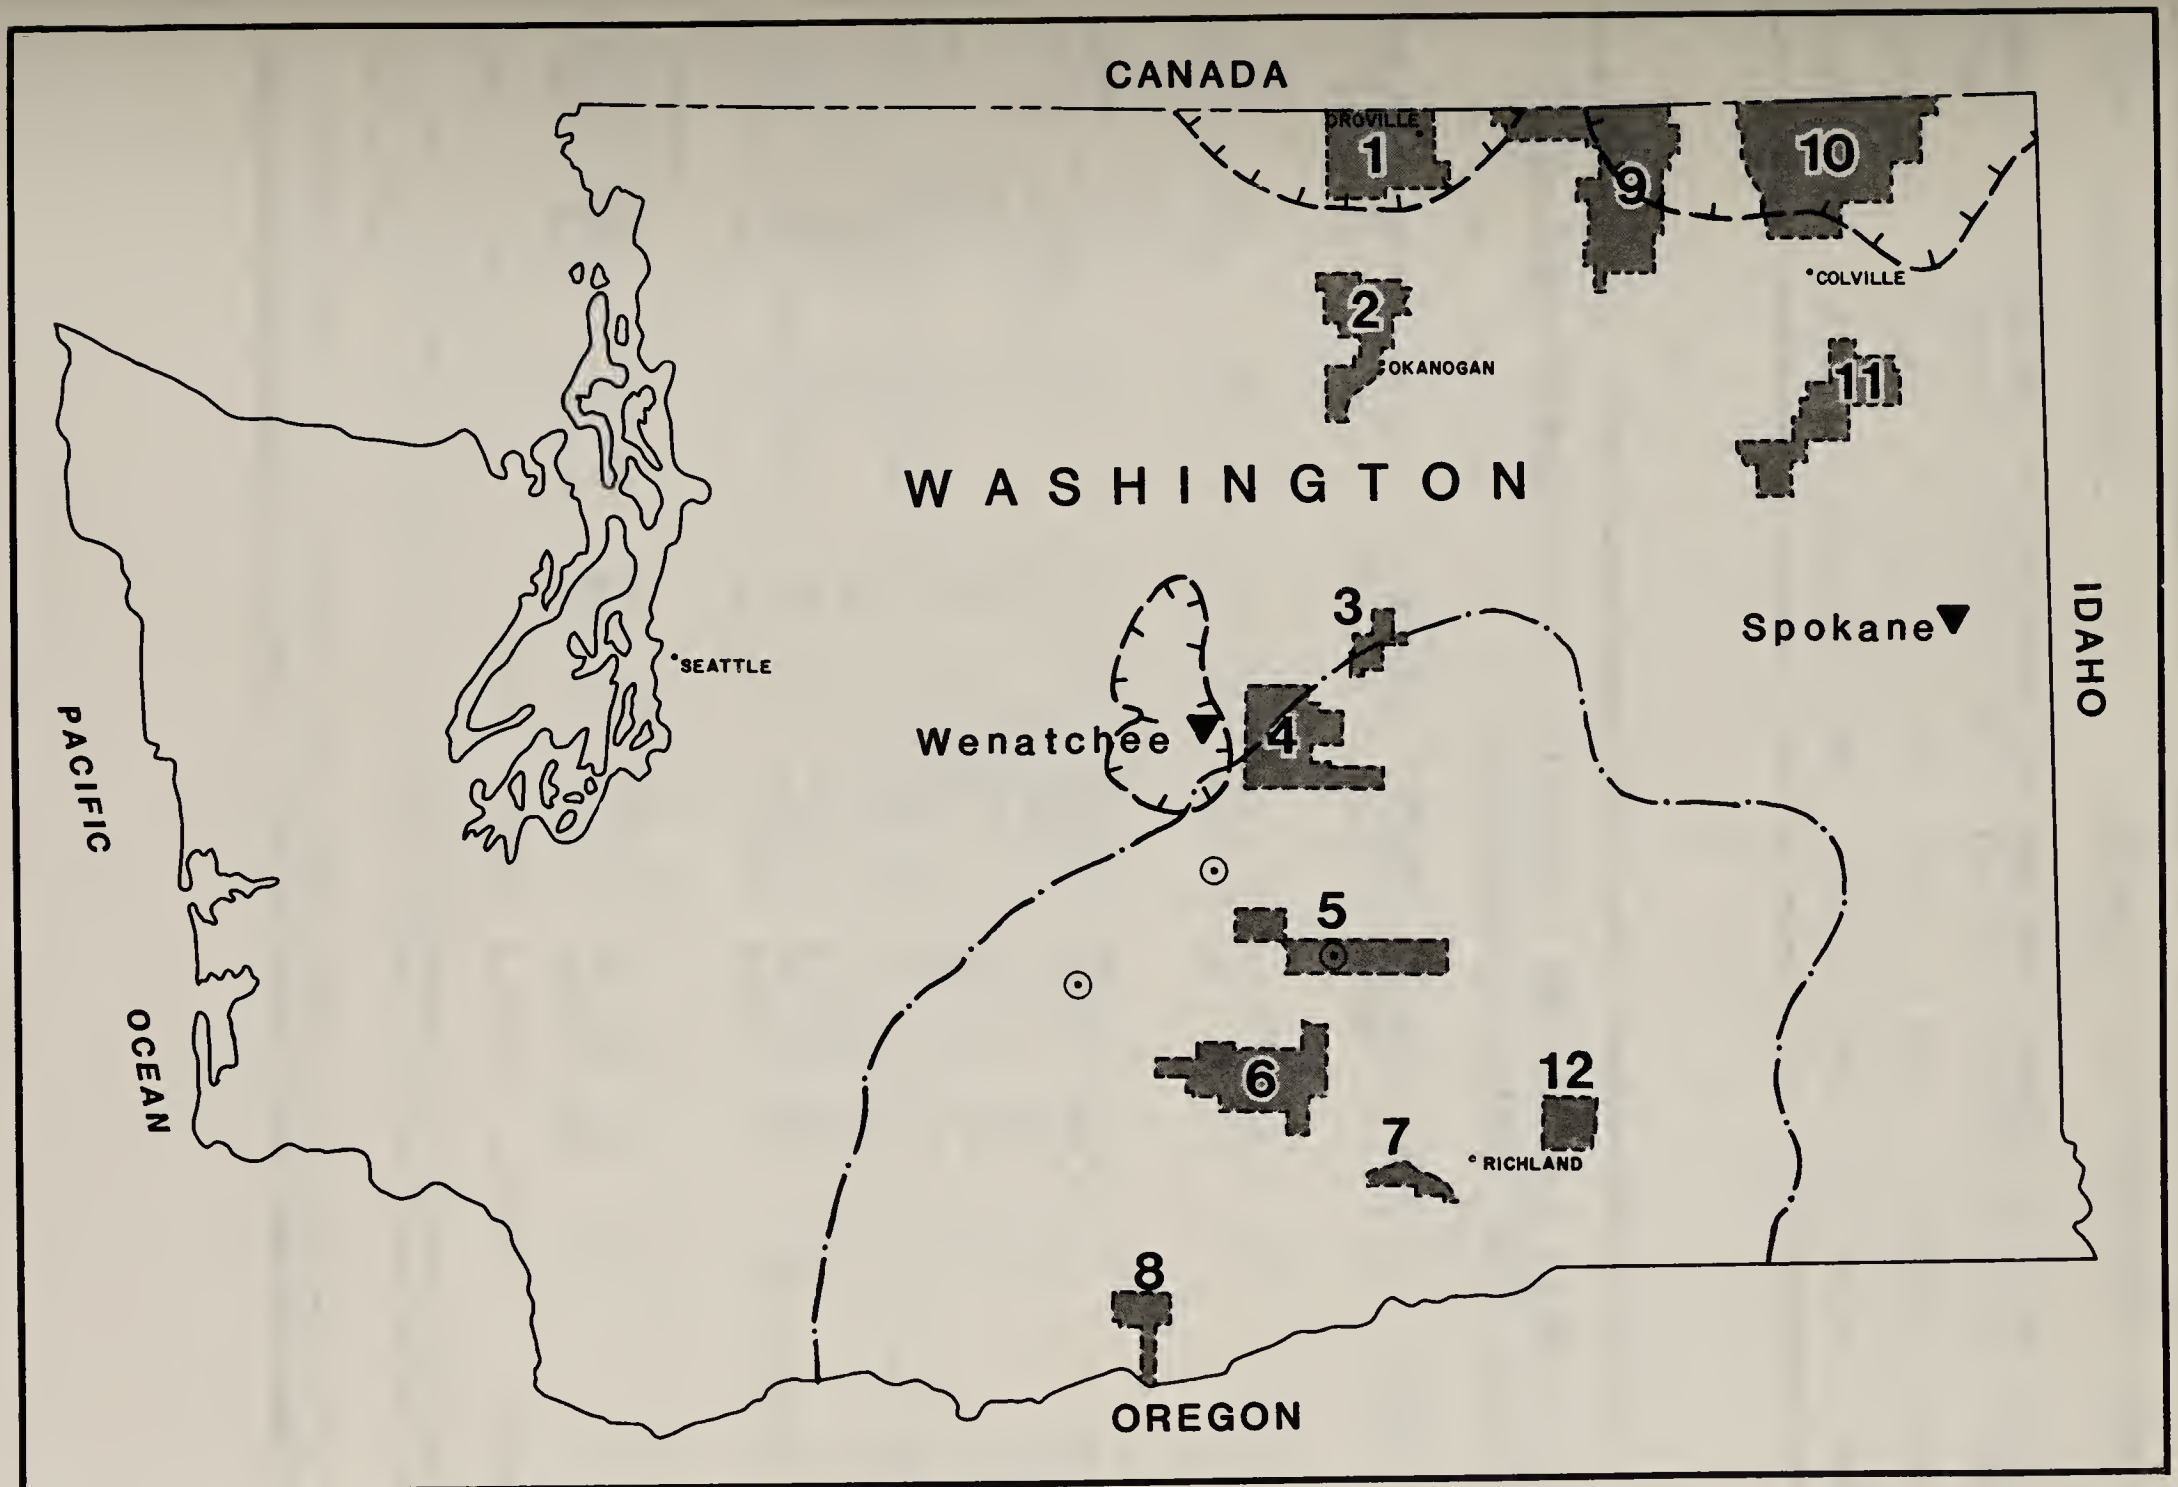 CANADA
OROVILLE
1
9
10
COLVILLE
2
OKANOGAN
11
WASHINGTON
3
Spokane
IDAHO
SEATTLE
Wenatchee
4
PACIFIC
OCEAN
5
6
12
7
RICHLAND
8
OREGON